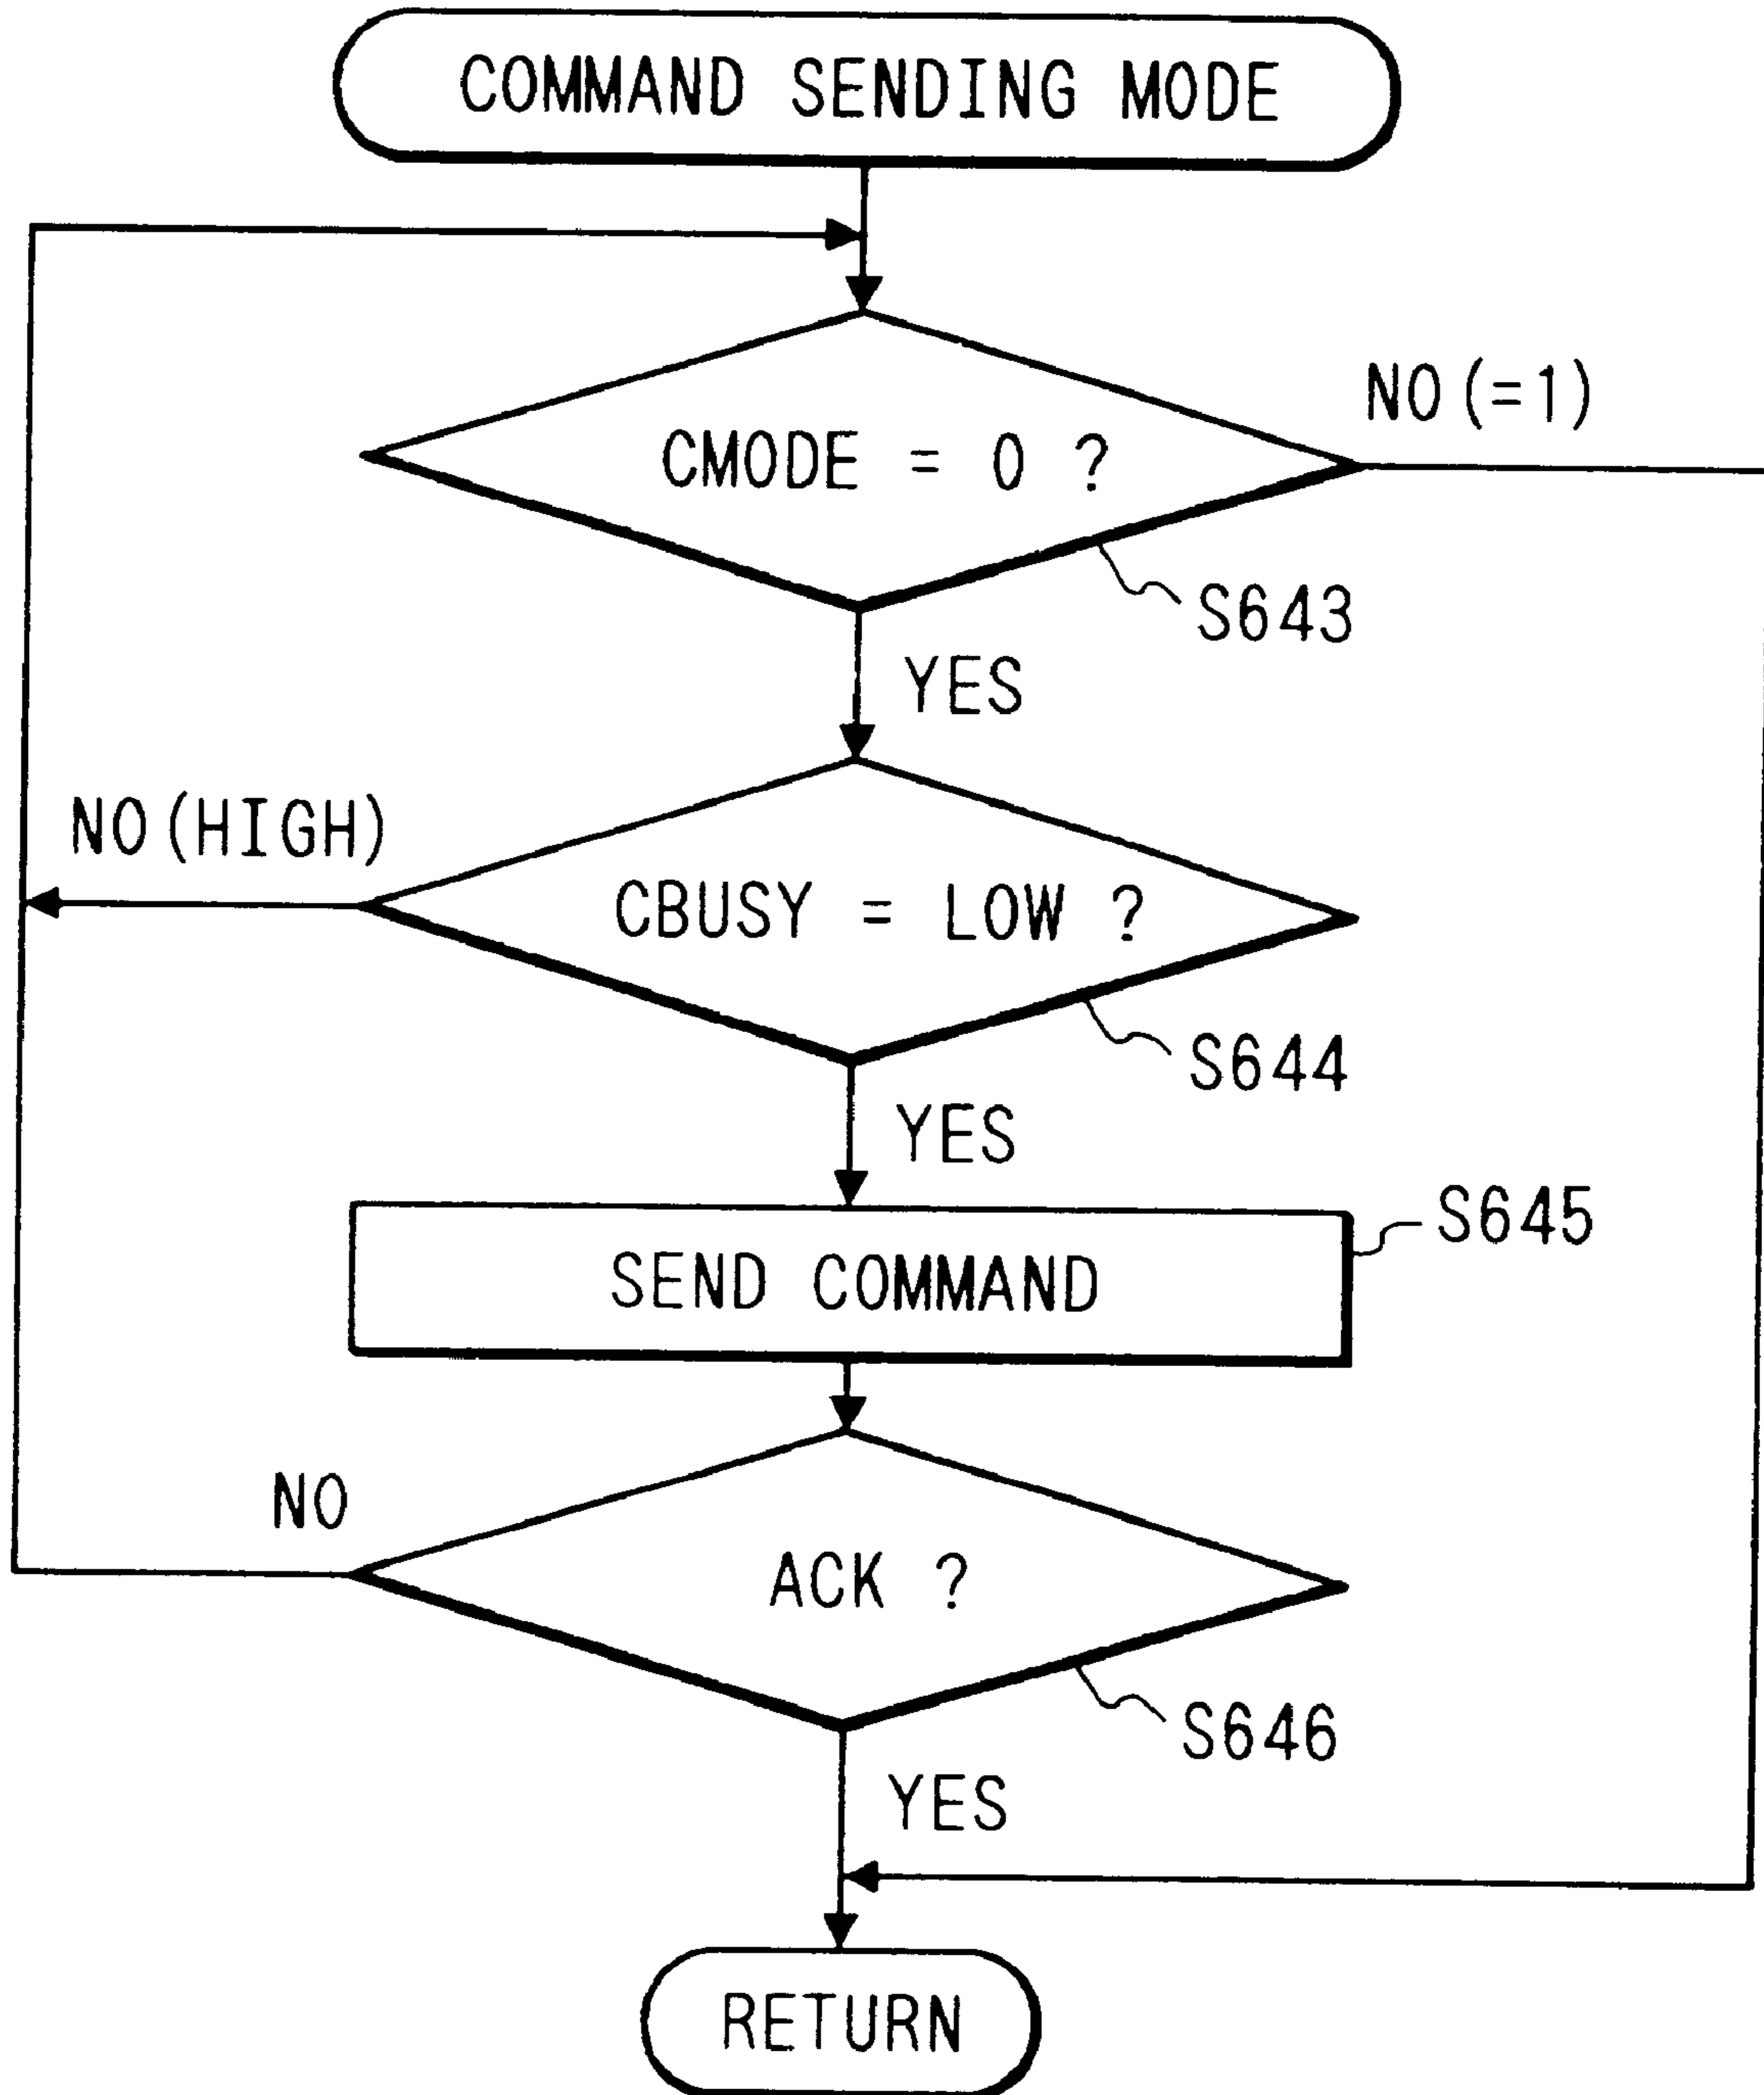 COMMAND SENDING MODE
NO(=1)
CMODE = 0 ?
S643
YES
NO(HIGH)
CBUSY = LOW ?
S644
YES
S645
SEND COMMAND
NO
ACK ?
S646
YES
RETURN